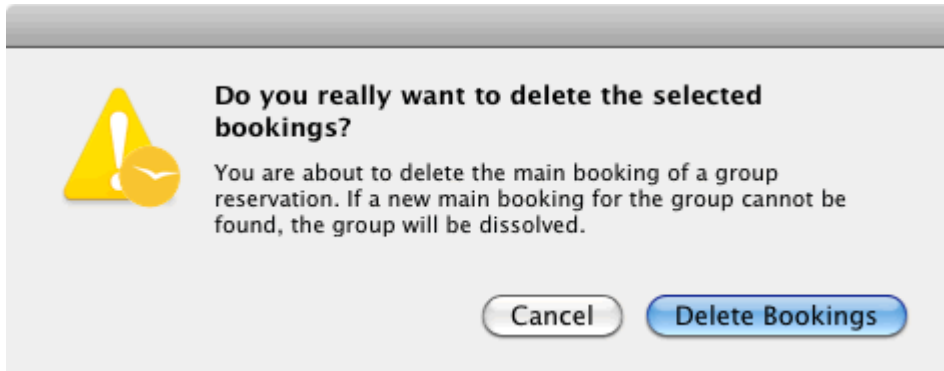 Do you really want to delete the selected
bookings?
You are about to delete the main booking of a group
reservation. If a new main booking for the group cannot be
found, the group will be dissolved.
Cancel
Delete Bookings